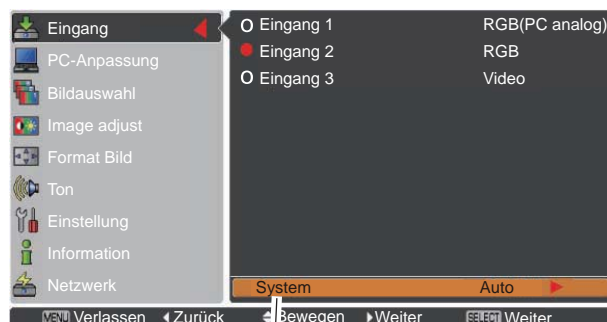 Eingang
PC-Anpassung
Bildauswahl
Image adjust
Format Bild
Ton
Einstellung
Information
Netzwerk
Eingang 1 RGB(PC analog)
Eingang 2 RGB
Eingang 3 Video
System Auto
MENU Verlassen Zurück Bewegen Weiter SELECT Weiter